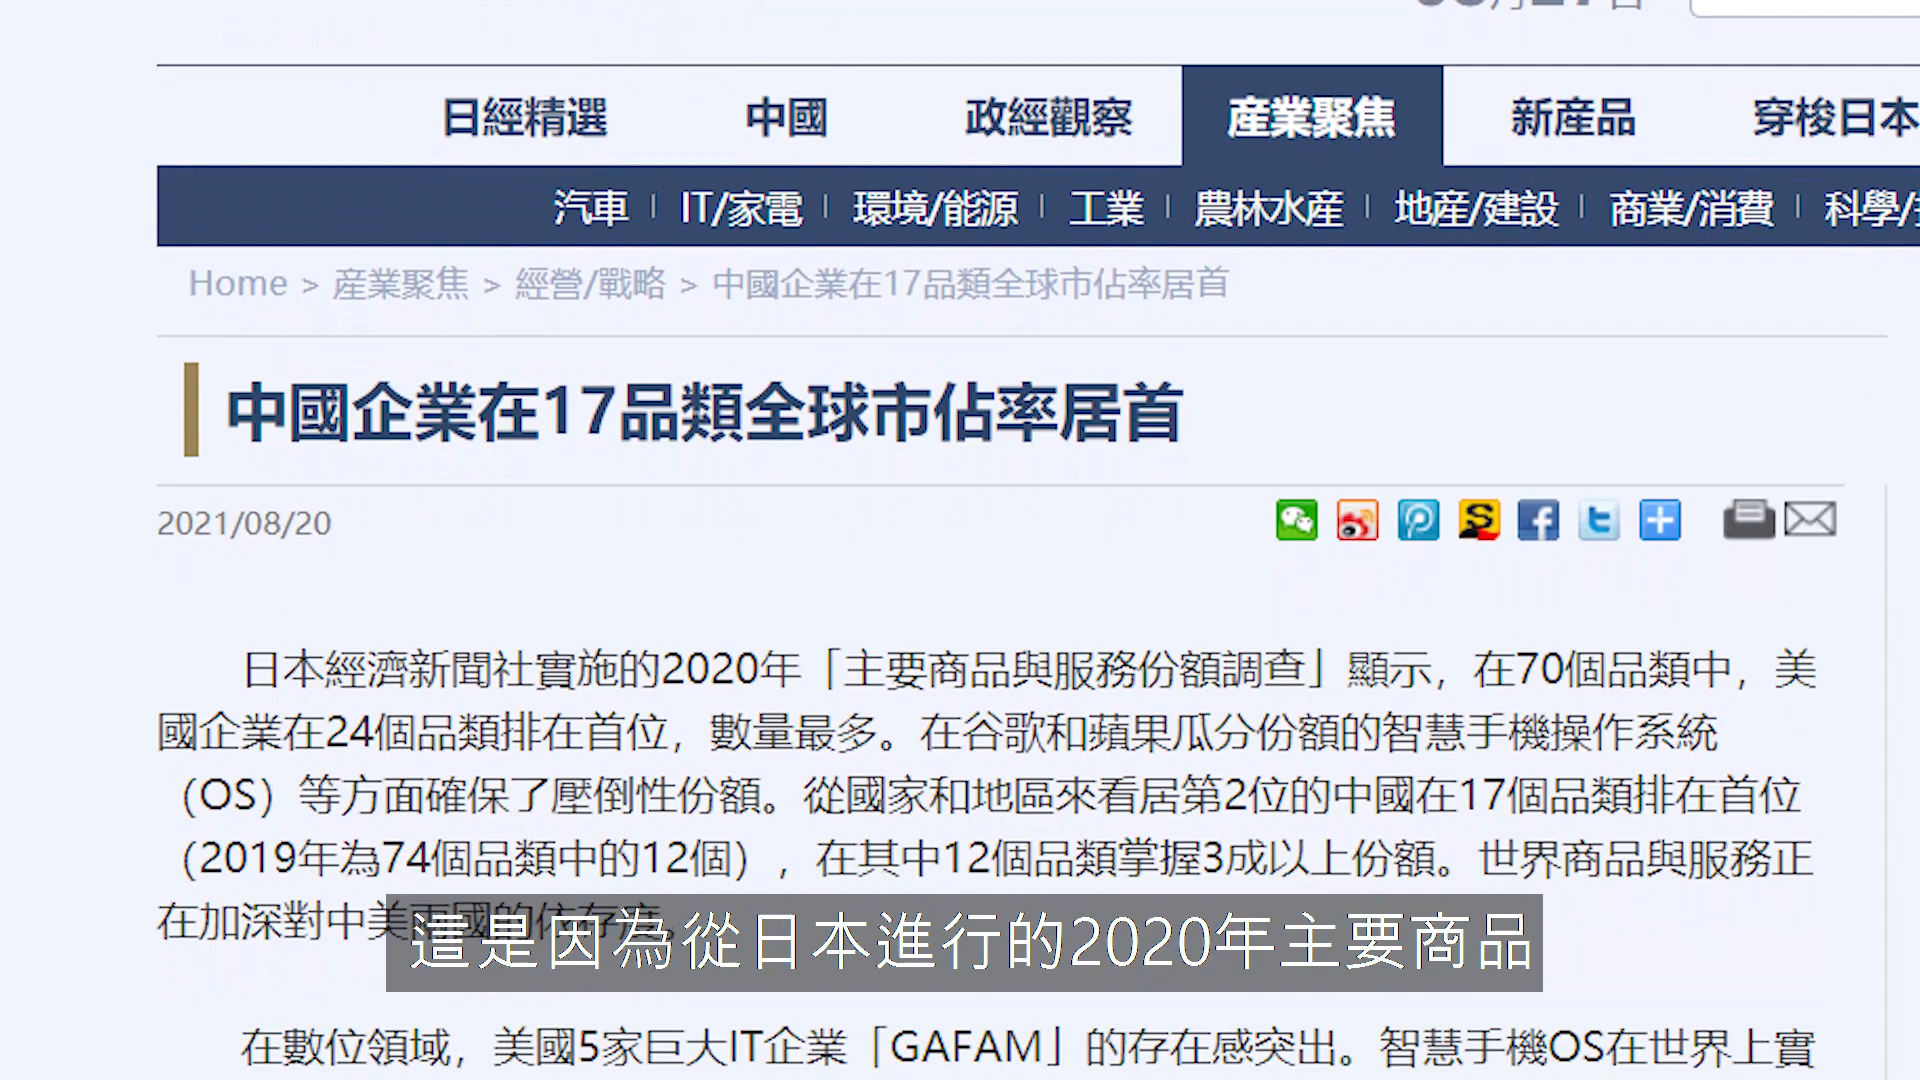 日經精選 中國 政經觀察 産業聚焦 新産品 穿梭日本
汽車 IT/家電 環境/能源 工業 農林水産 地産/建設 商業/消費 科學/
Home > 産業聚焦 > 經營/戰略 > 中國企業在17品類全球市佔率居首
中國企業在17品類全球市佔率居首
2021/08/20
日本經濟新聞社實施的2020年「主要商品與服務份額調查」顯示，在70個品類中，美
國企業在24個品類排在首位，數量最多。在谷歌和蘋果瓜分份額的智慧手機操作系統
（OS）等方面確保了壓倒性份額。從國家和地區來看居第2位的中國在17個品類排在首位
（2019年為74個品類中的12個），在其中12個品類掌握3成以上份額。世界商品與服務正
在加深對中美兩國的依存度。
這是因為從日本進行的2020年主要商品
在數位領域，美國5家巨大IT企業「GAFAM」的存在感突出。智慧手機OS在世界上實